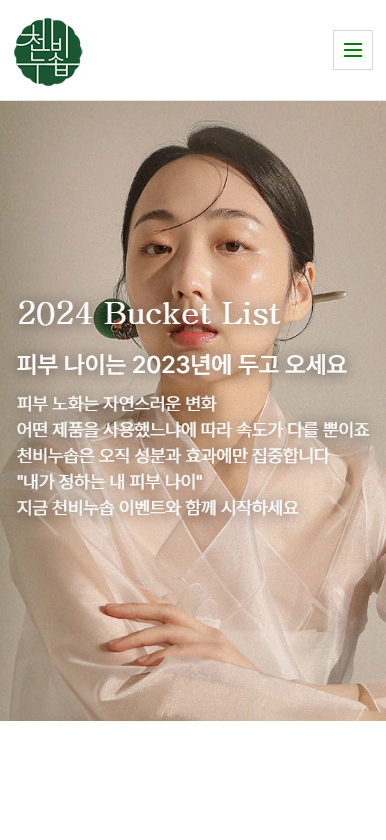 천비
누숍
2024 Bucket List
피부 나이는 2023년에 두고 오세요
피부 노화는 자연스러운 변화
어떤 제품을 사용했느냐에 따라 속도가 다를 뿐이죠
천비누숍은 오직 성분과 효과에만 집중합니다
"내가 정하는 내 피부 나이"
지금 천비누숍 이벤트와 함께 시작하세요